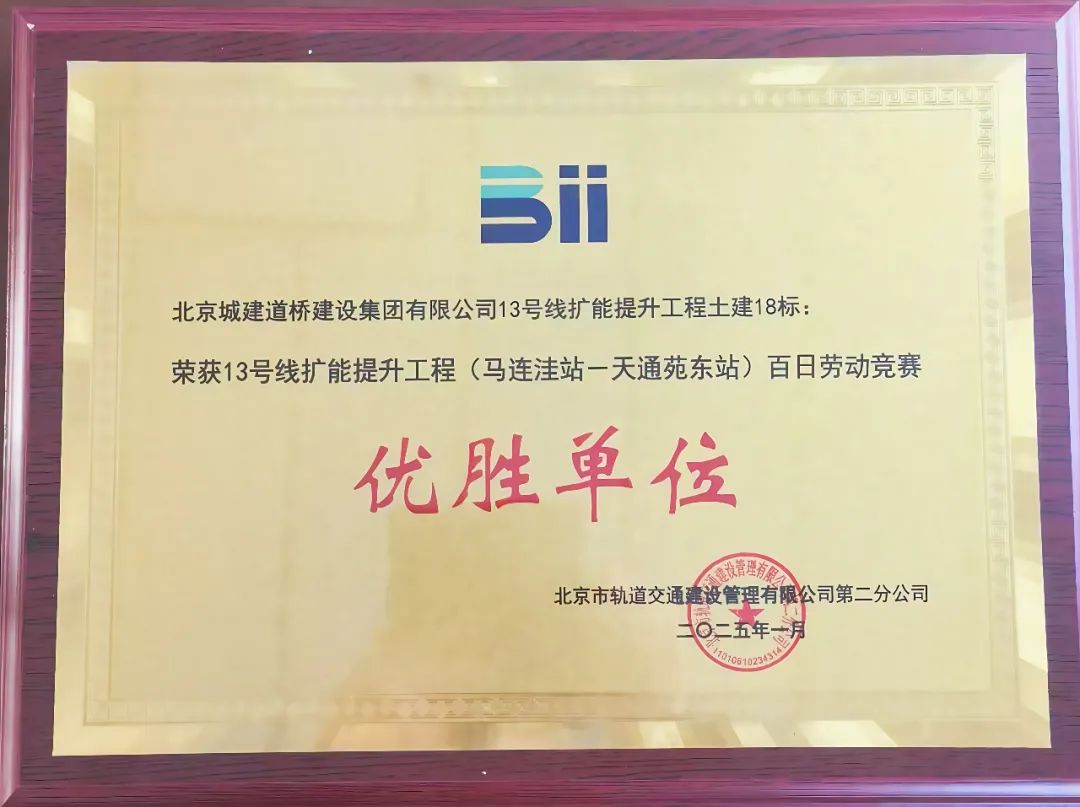 Bii
北京城建道桥建设集团有限公司13号线扩能提升工程土建18标：
荣获13号线扩能提升工程（马连洼站—天通苑东站）百日劳动竞赛
优胜单位
北京市轨道交通建设管理有限公司第二分公司
二〇二五年一月
11010610234314